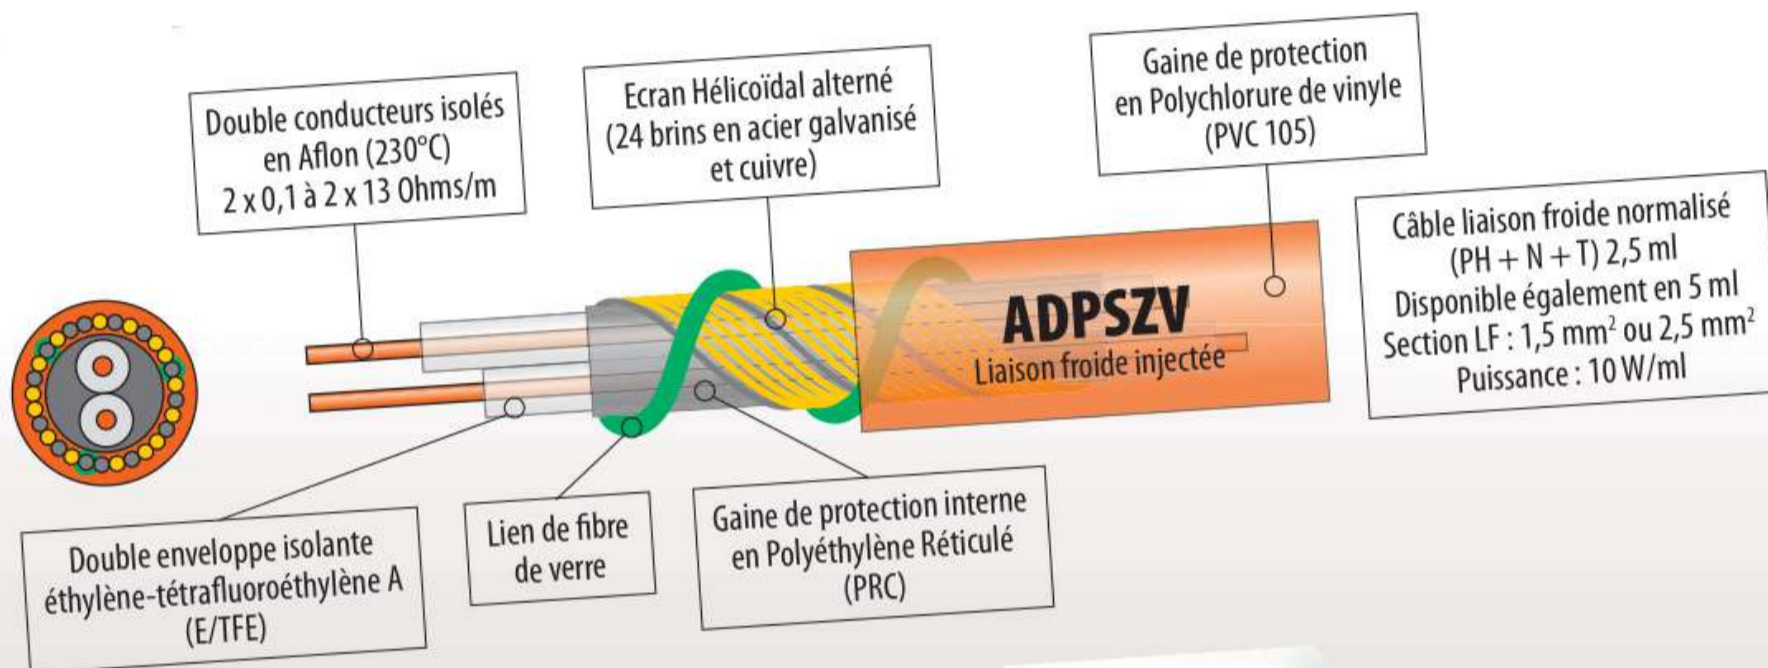 Double conducteurs isolés
en Aflon (230°C)
2 x 0,1 à 2 x 13 Ohms/m
Ecran Hélicoïdal alterné
(24 brins en acier galvanisé
et cuivre)
Gaine de protection
en Polychlorure de vinyle
(PVC 105)
Câble liaison froide normalisé
(PH + N + T) 2,5 ml
Disponible également en 5 ml
Section LF : 1,5 mm² ou 2,5 mm²
Puissance : 10 W/ml
ADPSZV
Liaison froide injectée
Double enveloppe isolante
éthylène-tétrafluoroéthylène A
(E/TFE)
Lien de fibre
de verre
Gaine de protection interne
en Polyéthylène Réticulé
(PRC)